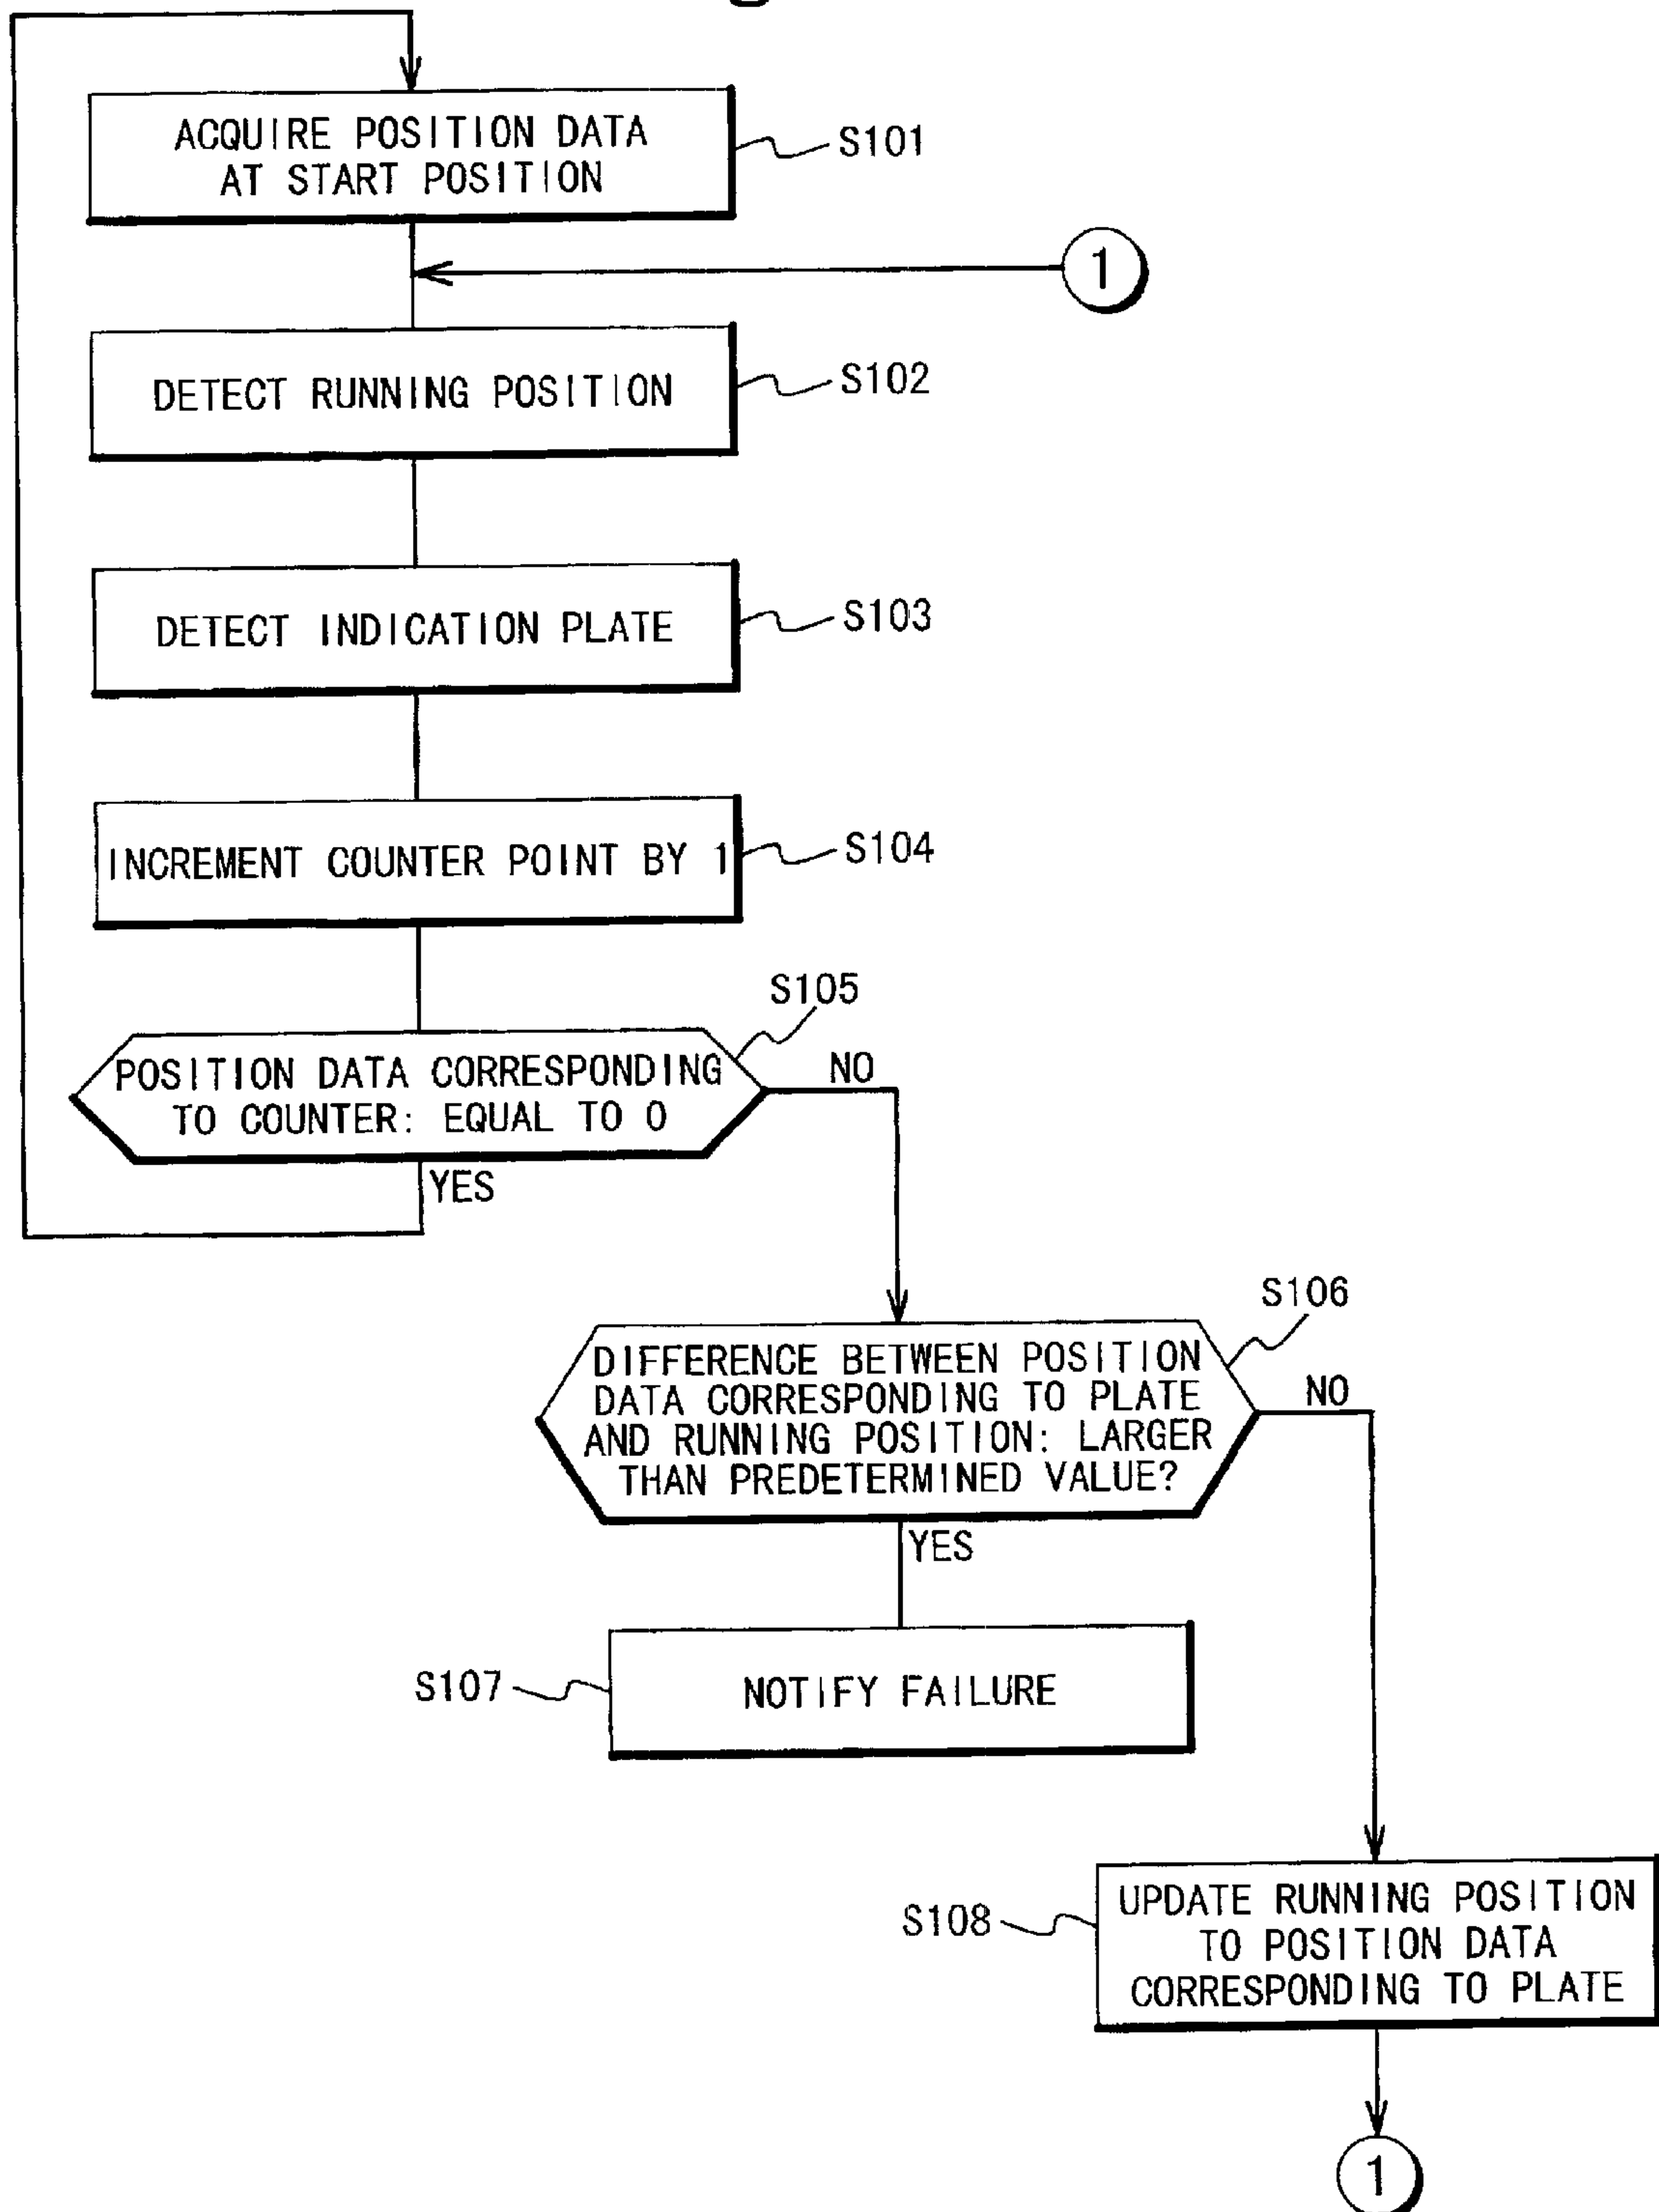 ACQUIRE POSITION DATA
AT START POSITION
S101
1
DETECT RUNNING POSITION
S102
DETECT INDICATION PLATE
S103
INCREMENT COUNTER POINT BY 1
S104
S105
POSITION DATA CORRESPONDING
TO COUNTER: EQUAL TO 0
NO
YES
S106
DIFFERENCE BETWEEN POSITION
DATA CORRESPONDING TO PLATE
AND RUNNING POSITION: LARGER
THAN PREDETERMINED VALUE?
NO
YES
S107
NOTIFY FAILURE
S108
UPDATE RUNNING POSITION
TO POSITION DATA
CORRESPONDING TO PLATE
1